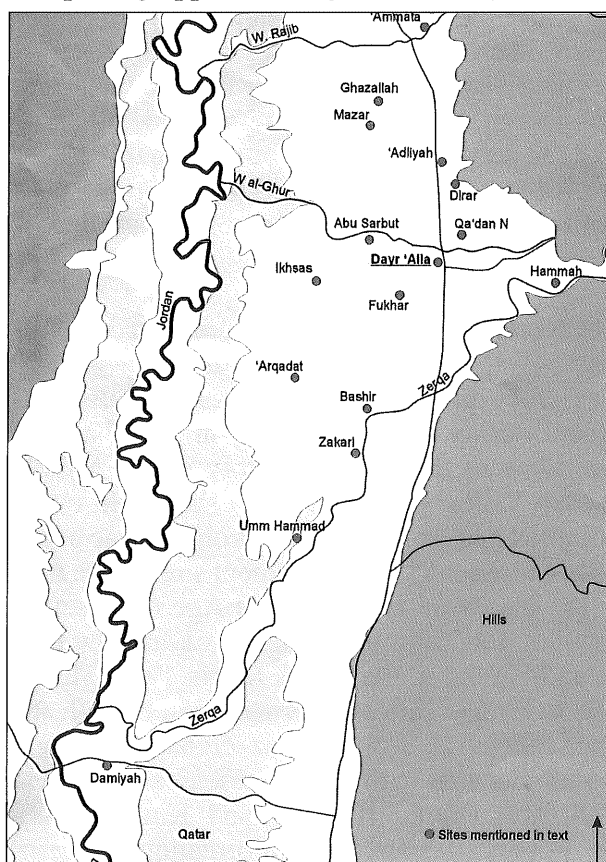 'Ammata
W. Rajib
Ghazallah
Mazar
'Adliyah
Dirar
W al-Ghur
Abu Sarbut
Qa'dan N
Dayr 'Alla
Hammah
Ikhsas
Fukhar
Jordan
'Arqadat
Zerqa
Bashir
Zakari
Umm Hammad
Hills
Zerqa
Damiyah
Qatar
Sites mentioned in text